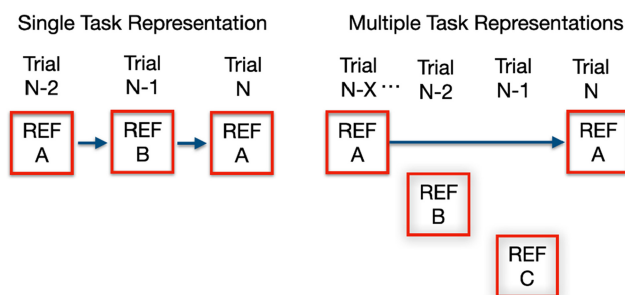 Single Task Representation
Trial N-2
Trial N-1
Trial N
REF A
REF B
REF A
Multiple Task Representations
Trial N-X ...
Trial N-2
Trial N-1
Trial N
REF A
REF A
REF B
REF C